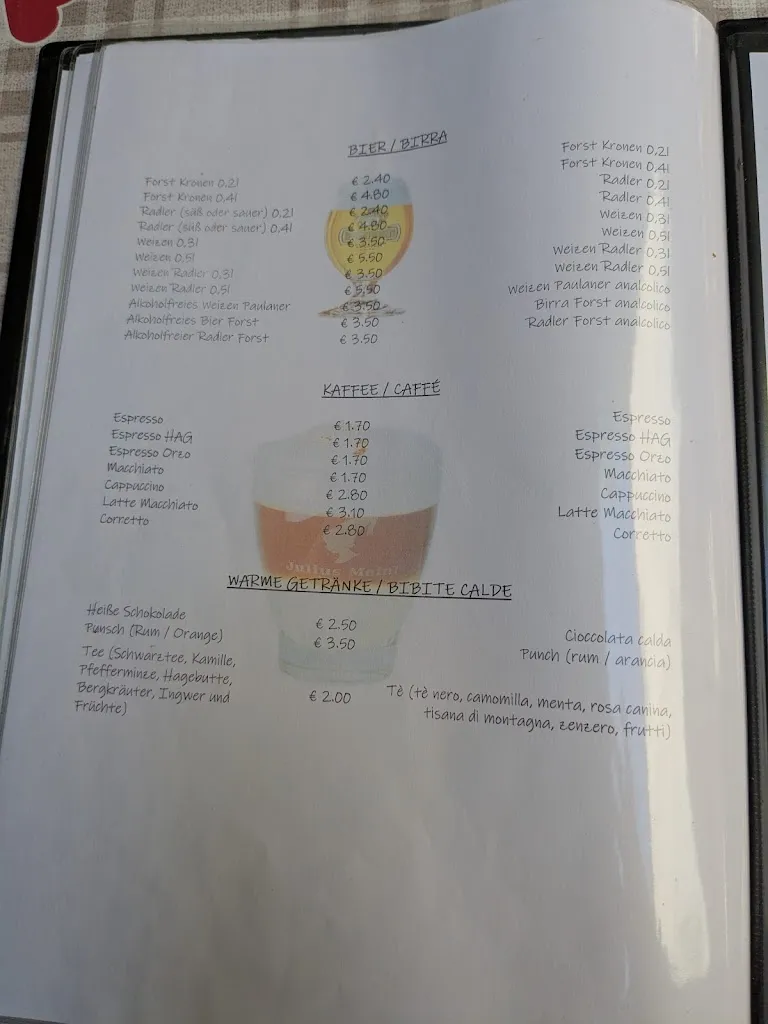 BIER / BIRRA
Forst Kronen 0,2l € 2.40 Forst Kronen 0,2l
Forst Kronen 0,4l € 4.80 Forst Kronen 0,4l
Radler (süß oder sauer) 0,2l € 2.40 Radler 0,2l
Radler (süß oder sauer) 0,4l € 4.80 Radler 0,4l
Weizen 0,3l € 3.50 Weizen 0,3l
Weizen 0,5l € 5.50 Weizen 0,5l
Weizen Radler 0,3l € 3.50 Weizen Radler 0,3l
Weizen Radler 0,5l € 5,50 Weizen Radler 0,5l
Alkoholfreies Weizen Paulaner € 3.50 Weizen Paulaner analcolico
Alkoholfreies Bier Forst € 3.50 Birra Forst analcolico
Alkoholfreier Radler Forst € 3.50 Radler Forst analcolico
KAFFEE / CAFFÉ
Espresso € 1.70 Espresso
Espresso HAG € 1.70 Espresso HAG
Espresso Orzo € 1.70 Espresso Orzo
Macchiato € 1.70 Macchiato
Cappuccino € 2.80 Cappuccino
Latte Macchiato € 3.10 Latte Macchiato
Corretto € 2.80 Corretto
Julius Meinl
WARME GETRÄNKE / BIBITE CALDE
Heiße Schokolade € 2.50 Cioccolata calda
Punsch (Rum / Orange) € 3.50 Punch (rum / arancia)
Tee (Schwarztee, Kamille,
Pfefferminze, Hagebutte,
Bergkräuter, Ingwer und € 2.00 Tè (tè nero, camomilla, menta, rosa canina,
Früchte) tisana di montagna, zenzero, frutti)